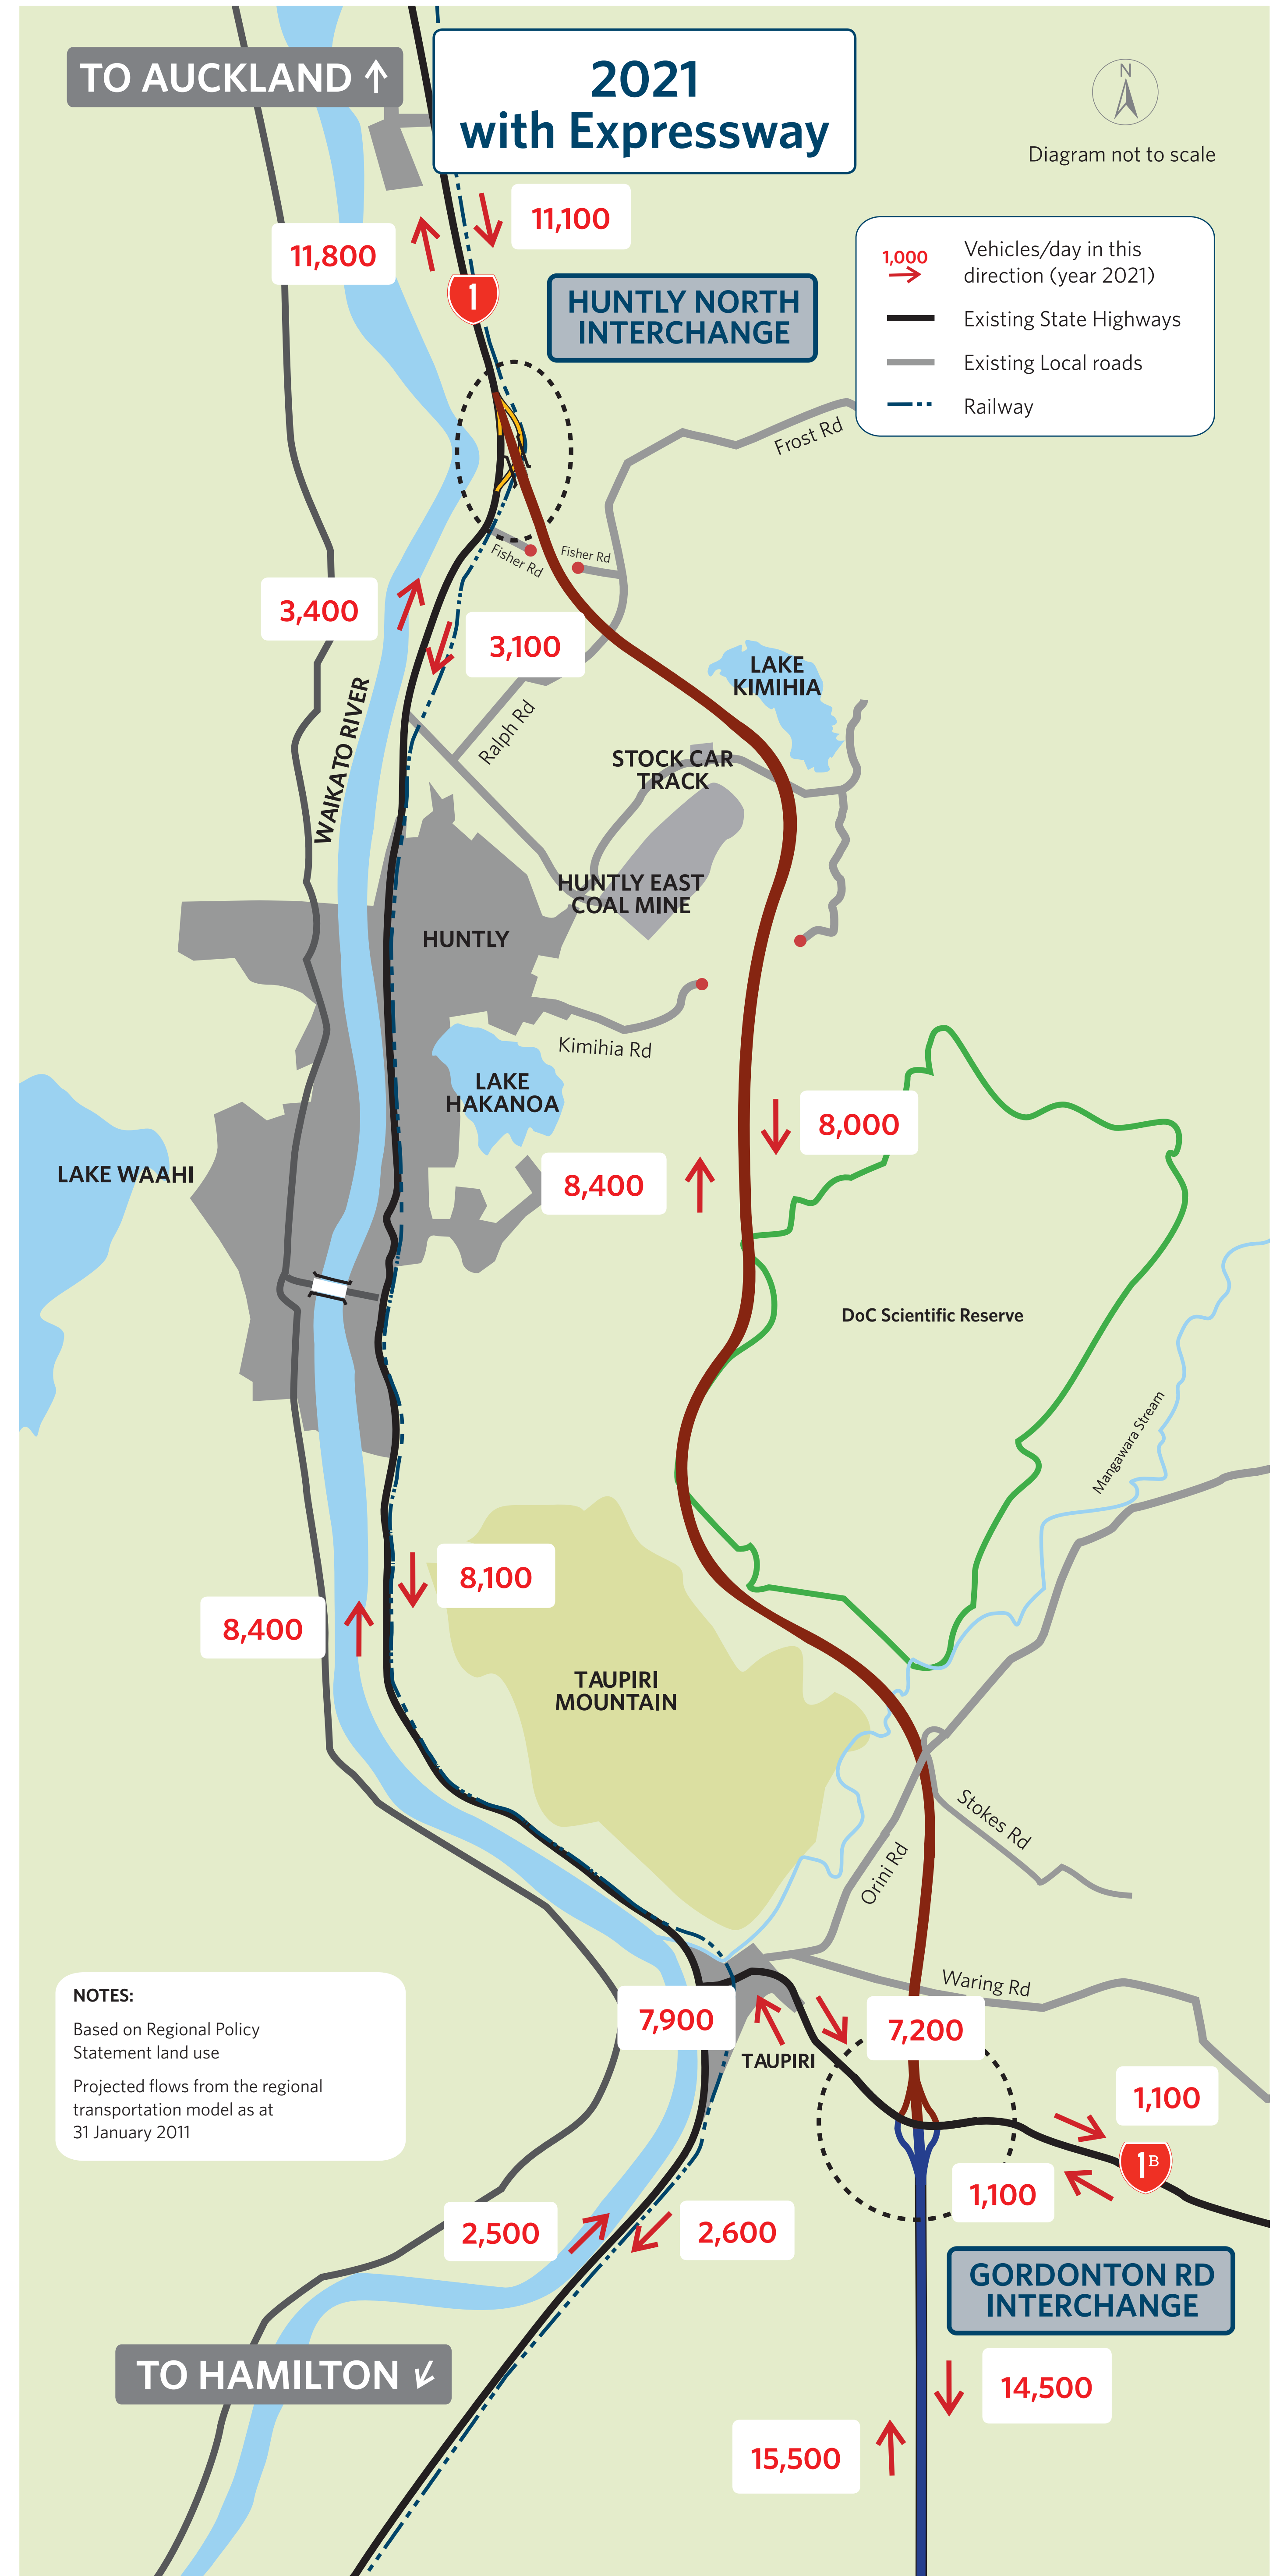 TO AUCKLAND ↑
2021
with Expressway
N
Diagram not to scale
11,100
11,800
1
HUNTLY NORTH
INTERCHANGE
1,000
Vehicles/day in this
direction (year 2021)
Existing State Highways
Existing Local roads
Railway
Frost Rd
Fisher Rd
Fisher Rd
3,400
3,100
WAIKATO RIVER
Ralph Rd
LAKE
KIMIHIA
STOCK CAR
TRACK
HUNTLY EAST
COAL MINE
HUNTLY
Kimihia Rd
LAKE
HAKANOA
8,000
LAKE WAAHI
8,400
DoC Scientific Reserve
Mangawara Stream
8,100
8,400
TAUPIRI
MOUNTAIN
Stokes Rd
Orini Rd
Waring Rd
NOTES:
Based on Regional Policy
Statement land use
Projected flows from the regional
transportation model as at
31 January 2011
7,900
7,200
TAUPIRI
1,100
1B
1,100
2,500
2,600
GORDONTON RD
INTERCHANGE
TO HAMILTON ↙
14,500
15,500